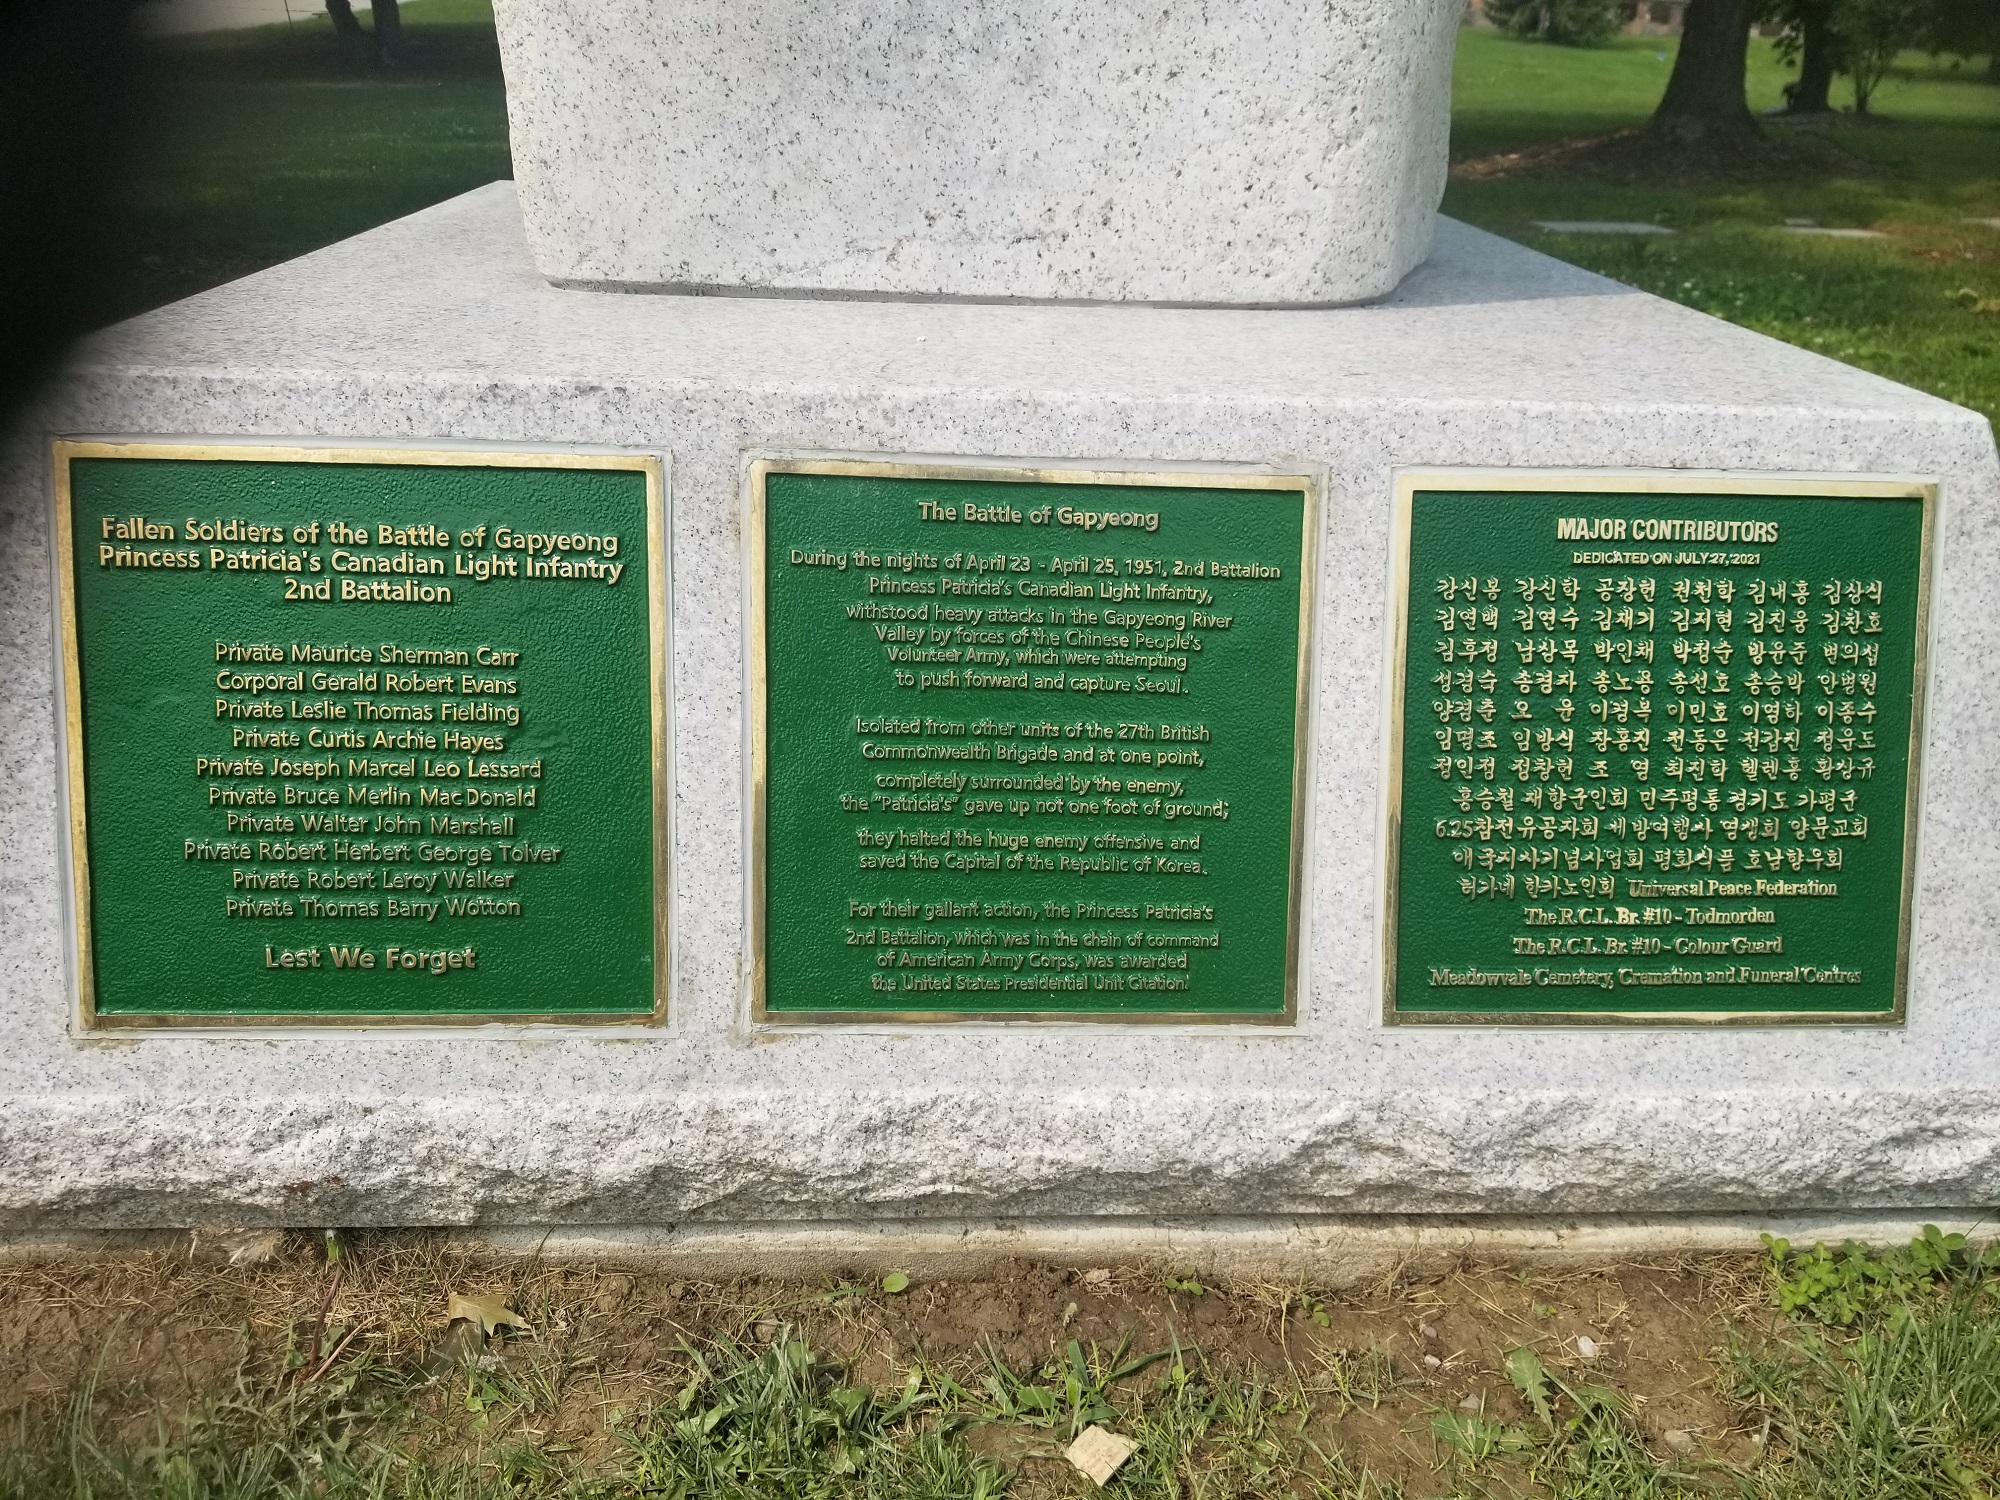 Fallen Soldiers of the Battle of Gapyeong
Princess Patricia's Canadian Light Infantry
2nd Battalion
Private Maurice Sherman Carr
Corporal Gerald Robert Evans
Private Leslie Thomas Fielding
Private Curtis Archie Hayes
Private Joseph Marcel Leo Lessard
Private Bruce Merlin MacDonald
Private Walter John Marshall
Private Robert Herbert George Tolver
Private Robert Leroy Walker
Private Thomas Barry Wotton
Lest We Forget
The Battle of Gapyeong
During the nights of April 23 - April 25, 1951, 2nd Battalion
Princess Patricia's Canadian Light Infantry,
withstood heavy attacks in the Gapyeong River
Valley by forces of the Chinese People's
Volunteer Army, which were attempting
to push forward and capture Seoul.
Isolated from other units of the 27th British
Commonwealth Brigade and at one point,
completely surrounded by the enemy,
the "Patricia's" gave up not one foot of ground;
they halted the huge enemy offensive and
saved the Capital of the Republic of Korea.
For their gallant action, the Princess Patricia's
2nd Battalion, which was in the chain of command
of American Army Corps, was awarded
the United States Presidential Unit Citation.
MAJOR CONTRIBUTORS
DEDICATED ON JULY 27, 2021
강신봉 강신학 공장헌 권천학 김내홍 김상식
김연백 김연수 김재기 김지현 김진웅 김찬호
김후정 남상목 박인채 박정순 방윤준 변의섭
성경숙 송경자 송노용 송선호 송승박 안병원
양경춘 오 윤 이경복 이민호 이영하 이종수
임명조 임방식 장홍진 전동은 전갑진 정운도
정인점 정창헌 조 염 최진학 헬렌홍 황상규
홍승철 재향군인회 민주평통 경기도 가평군
6.25참전유공자회 세방여행사 염생회 양문교회
애국지사기념사업회 평화식품 호남향우회
허가네 한카노인회 Universal Peace Federation
The R.C.L. Br. #10 - Todmorden
The R.C.L. Br. #10 - Colour Guard
Meadowvale Cemetery, Cremation and Funeral Centres